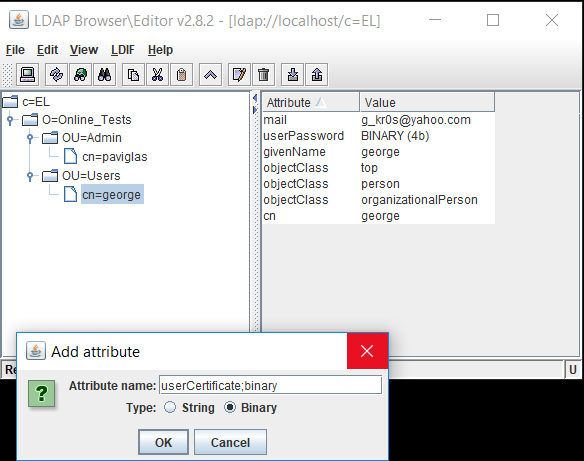 LDAP Browser\Editor v2.8.2 - [ldap://localhost/c=EL]
File Edit View LDIF Help
c=EL
O=Online_Tests
OU=Admin
cn=paviglas
OU=Users
cn=george
Attribute Value
mail g_kr0s@yahoo.com
userPassword BINARY (4b)
givenName george
objectClass top
objectClass person
objectClass organizationalPerson
cn george
Re U
Add attribute
Attribute name: userCertificate;binary
Type: String Binary
OK Cancel